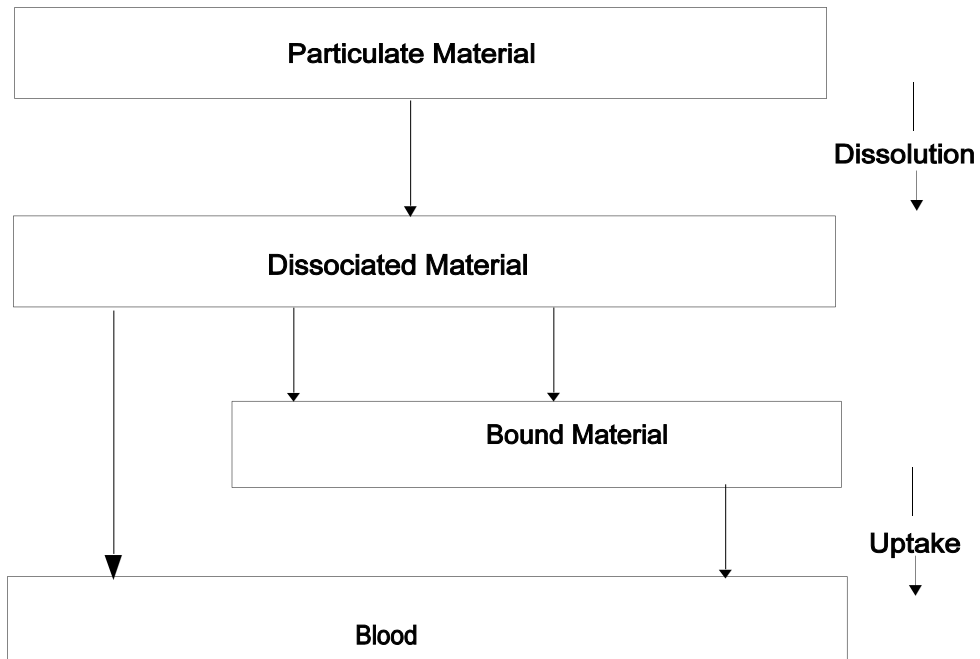 Particulate Material
Dissolution
Dissociated Material
Bound Material
Uptake
Blood